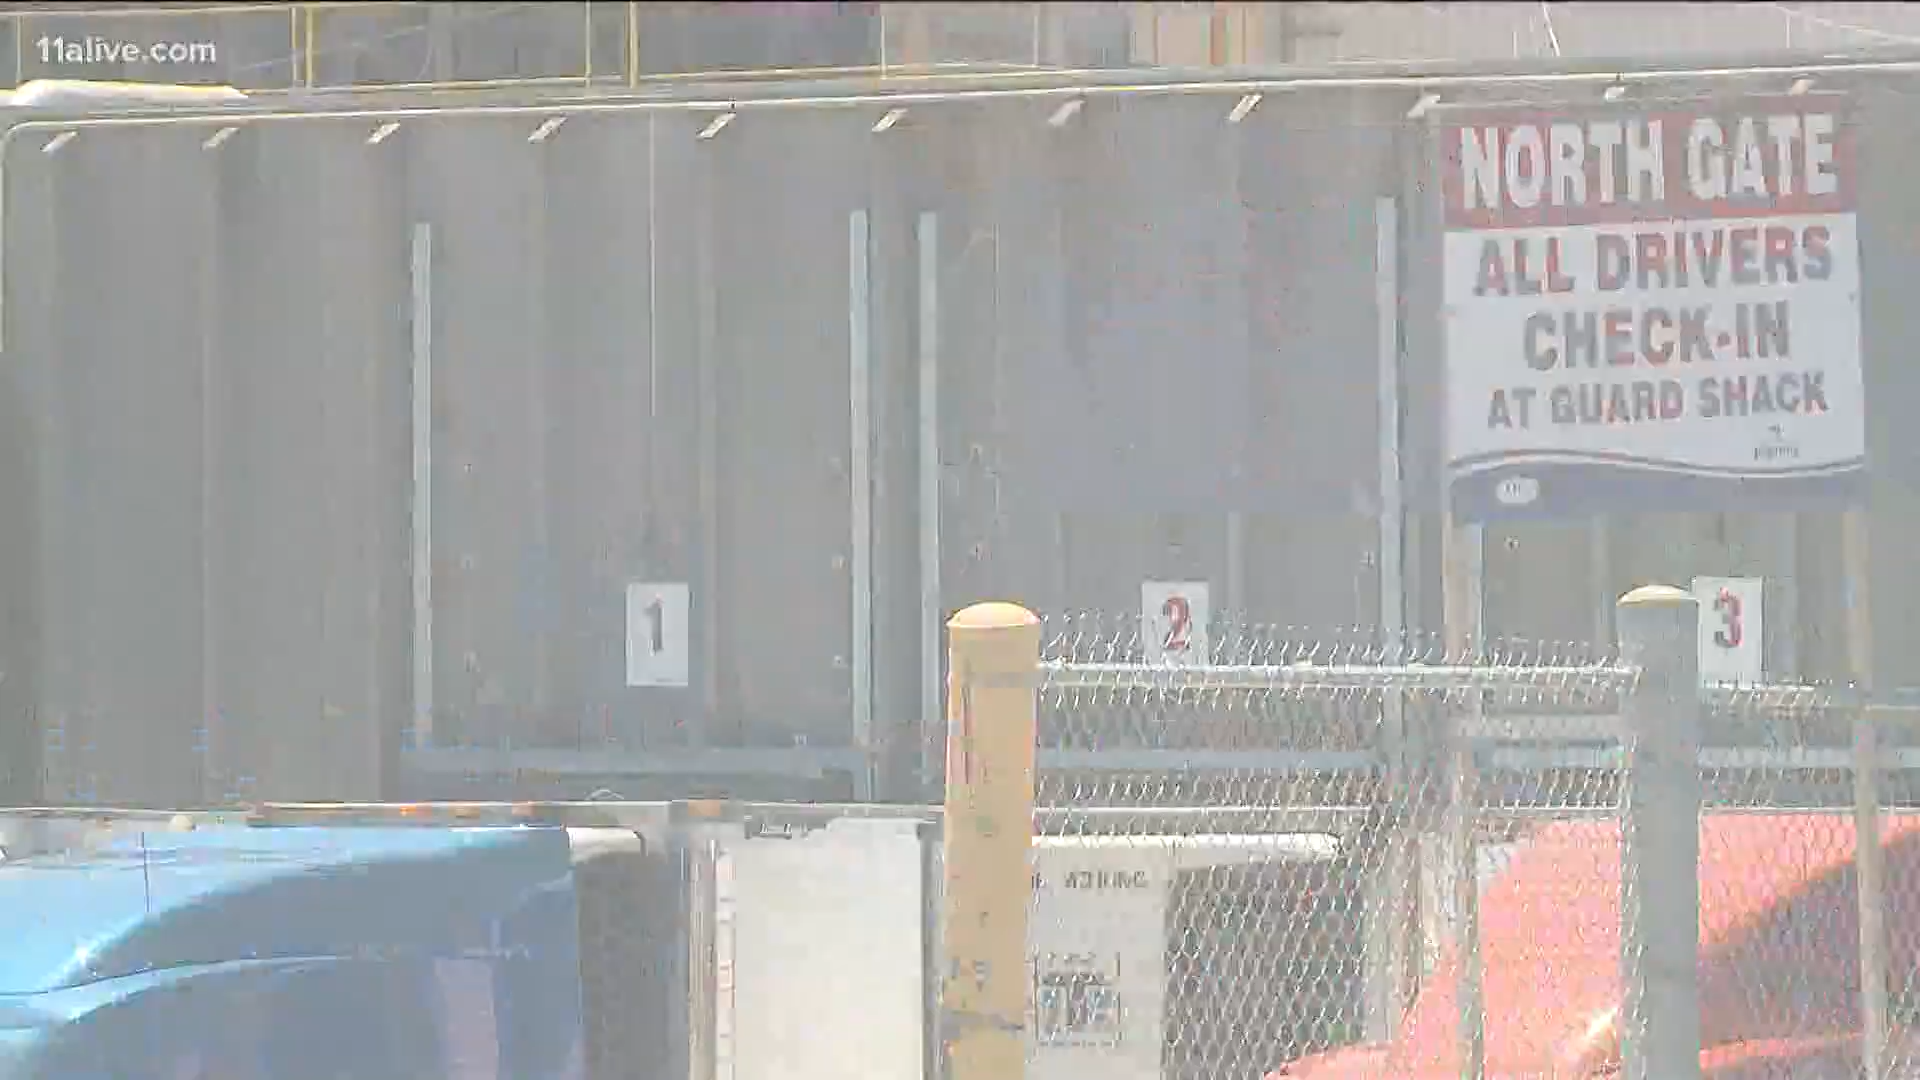 11alive.com
NORTH GATE
ALL DRIVERS
CHECK-IN
AT GUARD SHACK
1
2
3